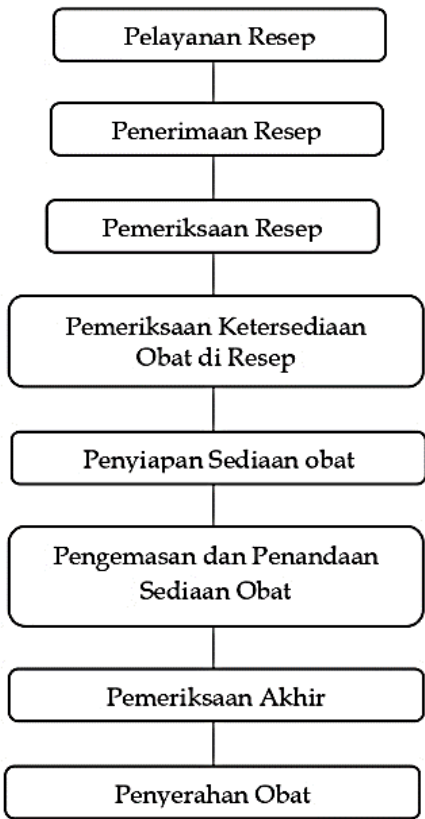 Pelayanan Resep
Penerimaan Resep
Pemeriksaan Resep
Pemeriksaan Ketersediaan
Obat di Resep
Penyiapan Sediaan obat
Pengemasan dan Penandaan
Sediaan Obat
Pemeriksaan Akhir
Penyerahan Obat